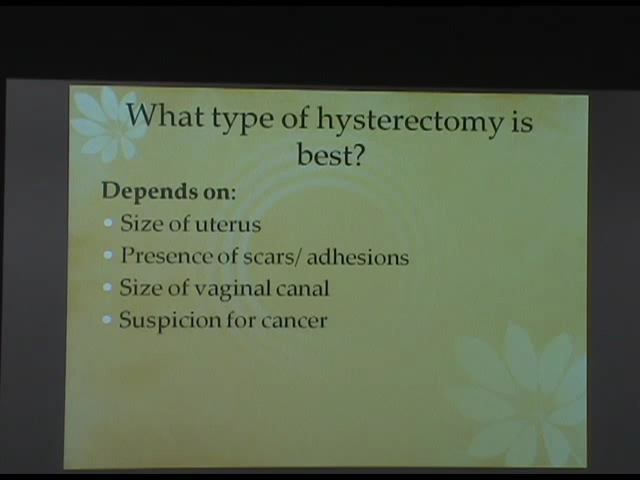 What type of hysterectomy is
best?
Depends on:
• Size of uterus
• Presence of scars/ adhesions
• Size of vaginal canal
• Suspicion for cancer